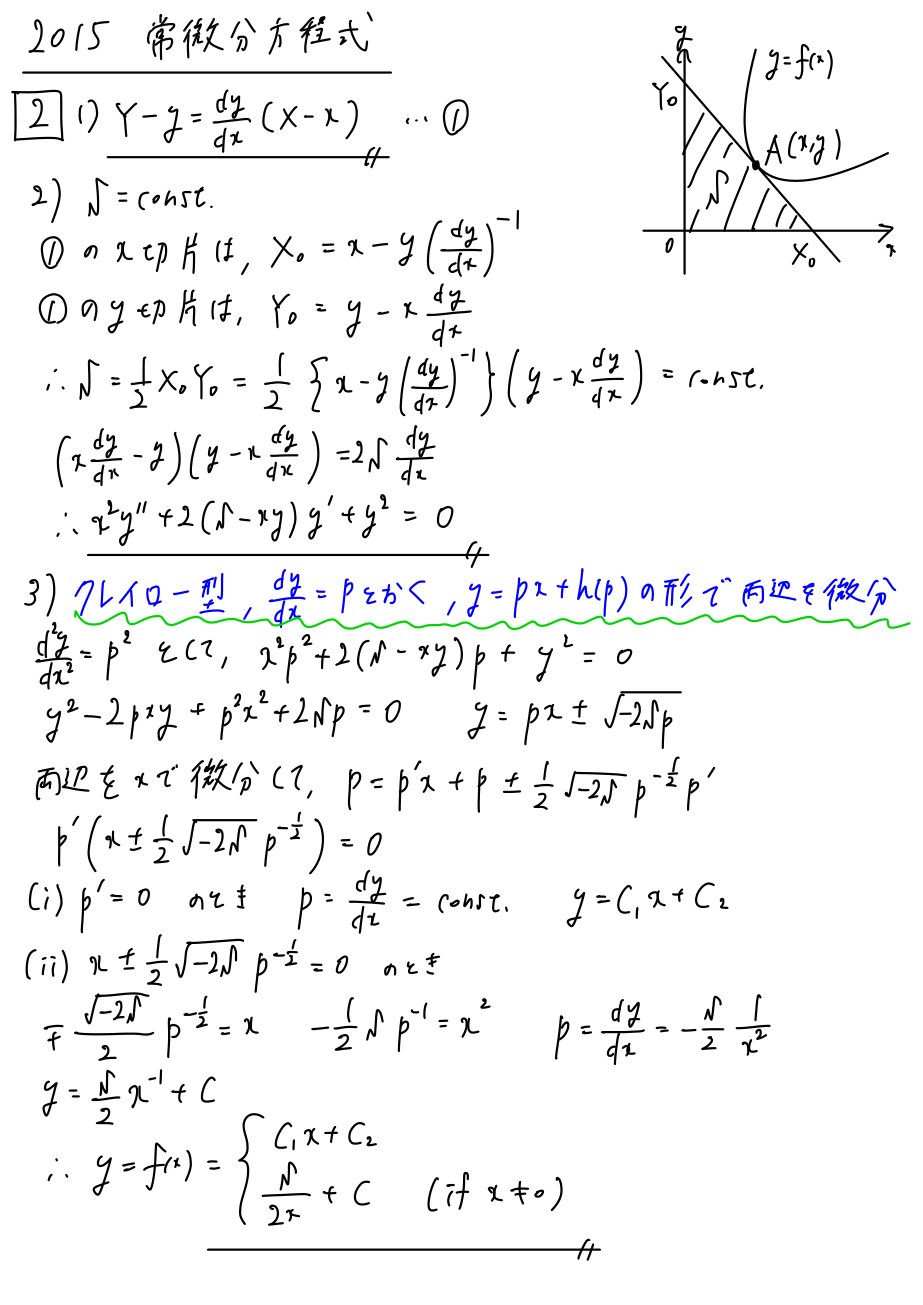 2015 常微分方程式
2 1) Y-y=dy/dx (X-x) … ①
2) S=const.
①のx切片は, X₀ = x-y(dy/dx)⁻¹
①のy切片は, Y₀ = y-x dy/dx
∴ S=1/2 X₀Y₀ = 1/2 {x-y(dy/dx)⁻¹}(y-x dy/dx) = const.
(x dy/dx - y)(y-x dy/dx) =2S dy/dx
∴ x²y''+2(S-xy)y'+y² = 0
y
y=f(x)
Y₀
A(x,y)
S
0
X₀
x
3) クレイロー型, dy/dx = pとかく, y=px+h(p)の形で両辺を微分
d²y/dx² = p² として, x²p²+2(S-xy)p+ y² = 0
y²-2pxy + p²x²+2Sp = 0 y = px ± √-2Sp
両辺をxで微分して, p = p'x + p ± 1/2 √-2S p^-1/2 p'
p'(x ± 1/2 √-2S p^-1/2) = 0
(i) p'=0 のとき p = dy/dx = const. y=C₁x+C₂
(ii) x ± 1/2 √-2S p^-1/2 = 0 のとき
∓ √-2S/2 p^-1/2 = x -1/2 S p⁻¹ = x² p = dy/dx = -S/2 1/x²
y = S/2 x⁻¹ + C
∴ y=f(x) = { C₁x+C₂
S/2x + C (if x≠0)